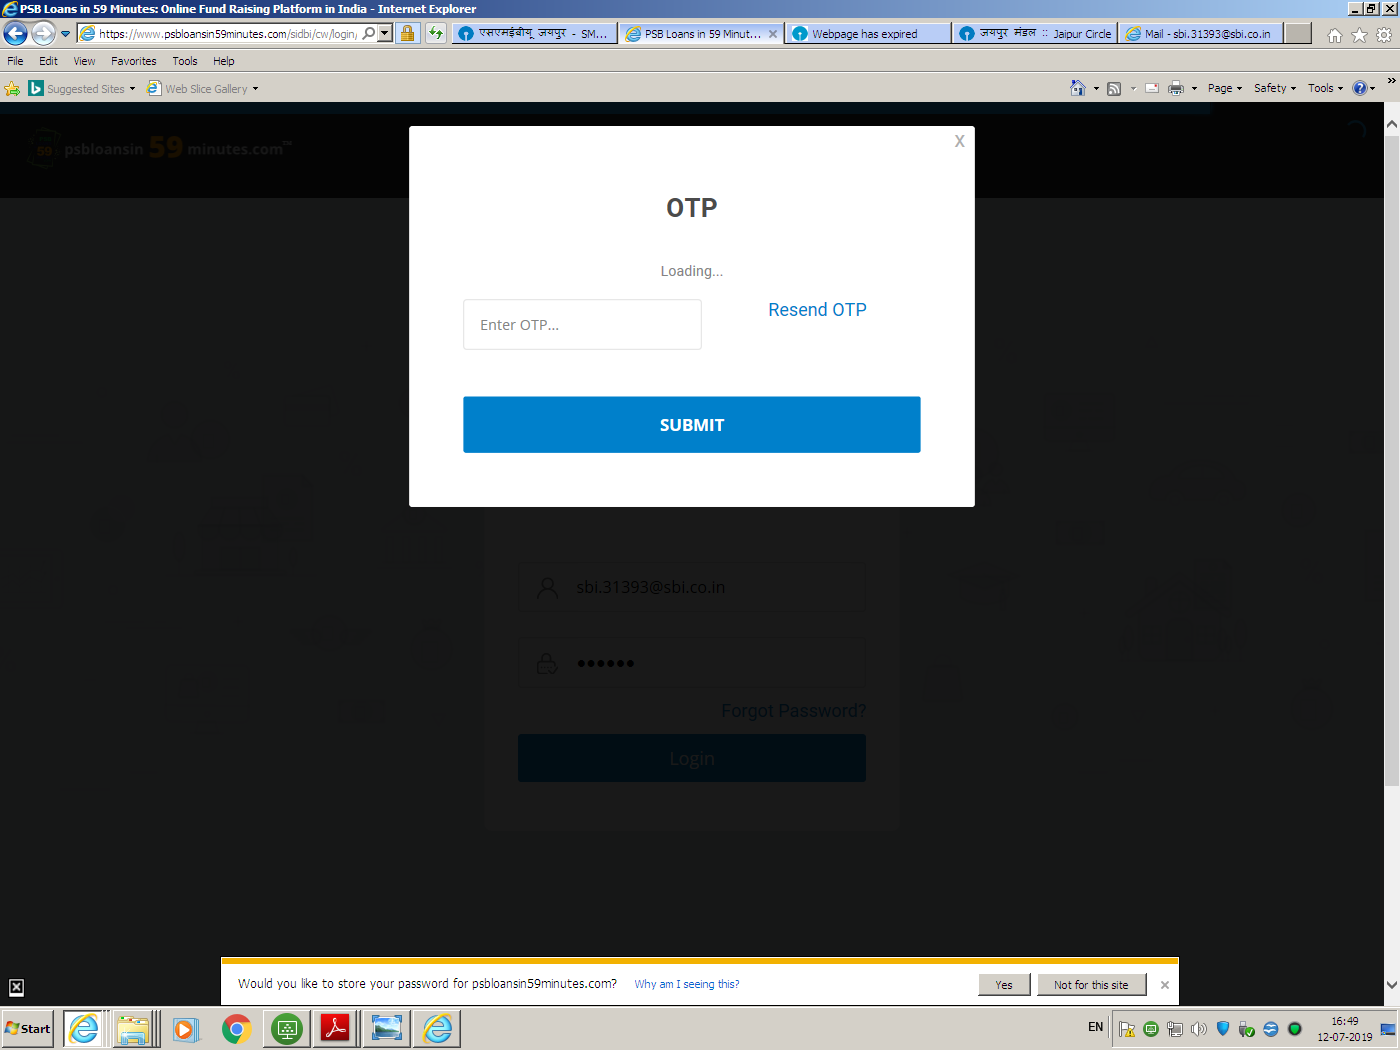 PSB Loans in 59 Minutes: Online Fund Raising Platform in India - Internet Explorer
https://www.psbloansin59minutes.com/sidbi/cw/login,
एसएमईबीयू जयपुर - SM...
PSB Loans in 59 Minut...
Webpage has expired
जयपुर मंडल :: Jaipur Circle
Mail - sbi.31393@sbi.co.in
File Edit View Favorites Tools Help
Suggested Sites Web Slice Gallery
Page Safety Tools »
59 psbloansin 59 minutes.com™
X
OTP
Loading...
Enter OTP...
Resend OTP
SUBMIT
sbi.31393@sbi.co.in
••••••
Forgot Password?
Login
Would you like to store your password for psbloansin59minutes.com? Why am I seeing this? Yes Not for this site
Start
EN
16:49
12-07-2019